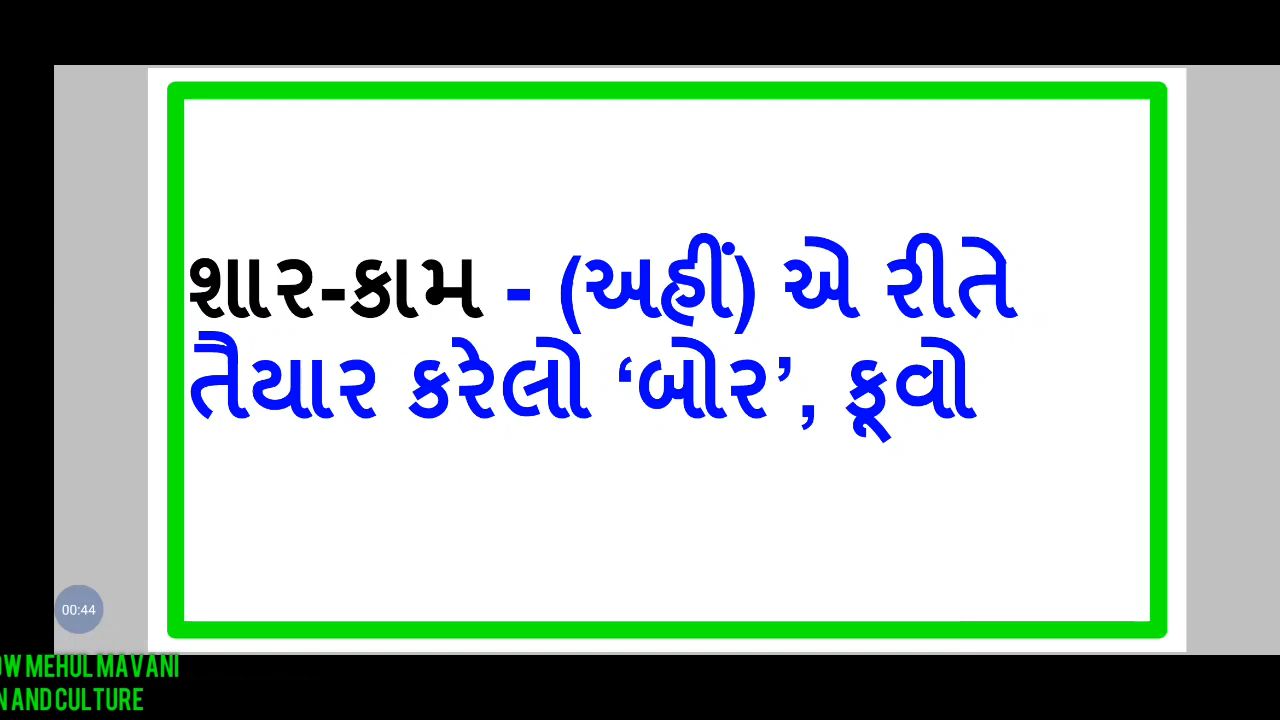 શાર-કામ - (અહીં) એ રીતે
તૈયાર કરેલો ‘બોર’, કૂવો
00:44
MEHUL MAVANI
AND CULTURE